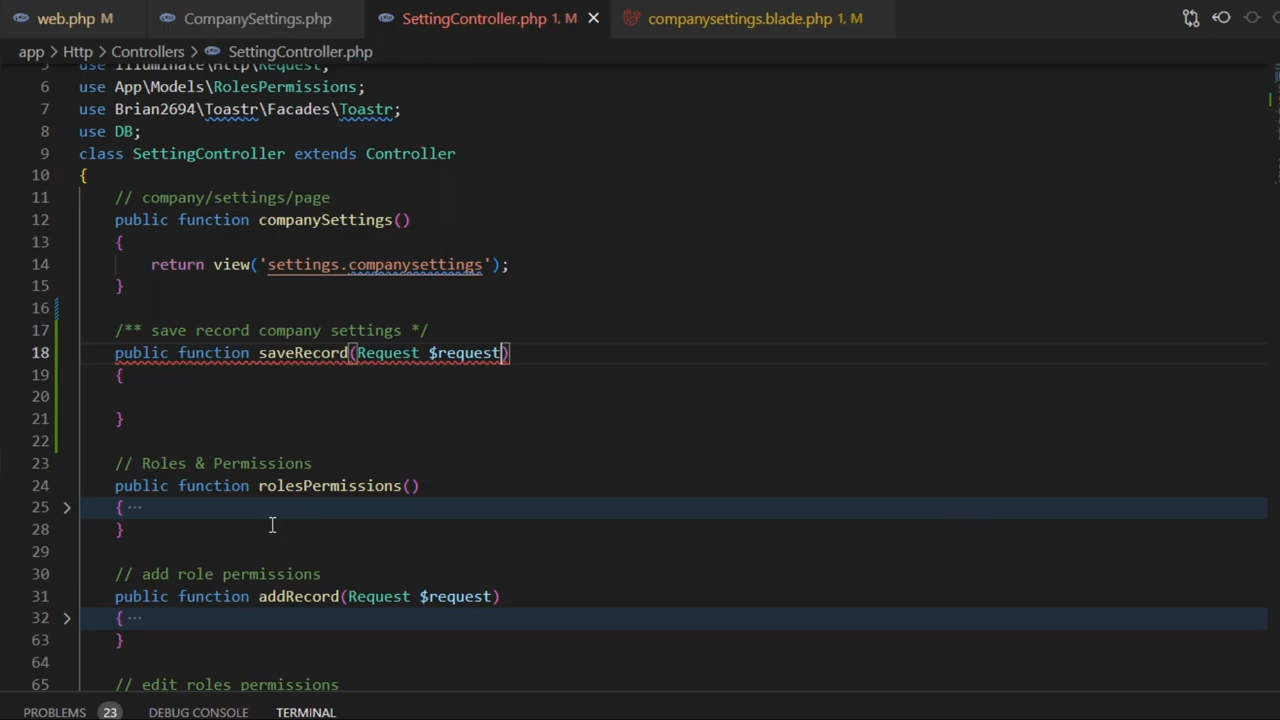 web.php M CompanySettings.php SettingController.php 1, M companysettings.blade.php 1, M
app > Http > Controllers > SettingController.php
5 use Illuminate\Http\Request;
6 use App\Models\RolesPermissions;
7 use Brian2694\Toastr\Facades\Toastr;
8 use DB;
9 class SettingController extends Controller
10 {
11 // company/settings/page
12 public function companySettings()
13 {
14 return view('settings.companysettings');
15 }
16
17 /** save record company settings */
18 public function saveRecord(Request $request)
19 {
20
21 }
22
23 // Roles & Permissions
24 public function rolesPermissions()
25 { ···
28 }
29
30 // add role permissions
31 public function addRecord(Request $request)
32 { ···
63 }
64
65 // edit roles permissions
PROBLEMS 23 DEBUG CONSOLE TERMINAL